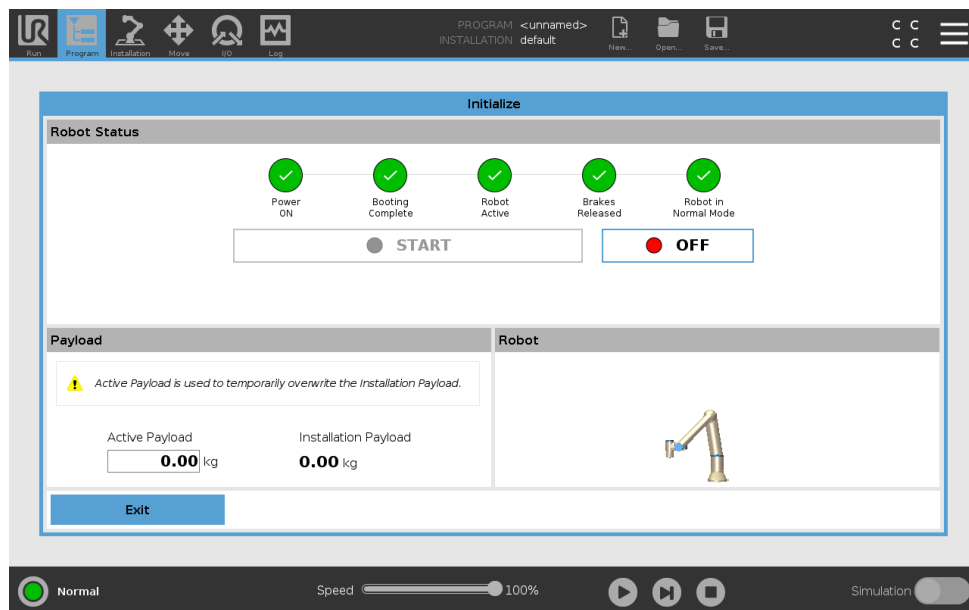 UR
Run
Program
Installation
Move
I/O
Log
PROGRAM <unnamed>
INSTALLATION default
New...
Open...
Save...
C C
C C
Initialize
Robot Status
Power
ON
Booting
Complete
Robot
Active
Brakes
Released
Robot in
Normal Mode
START
OFF
Payload
Robot
Active Payload is used to temporarily overwrite the Installation Payload.
Active Payload
Installation Payload
0.00 kg
0.00 kg
Exit
Normal
Speed
100%
Simulation